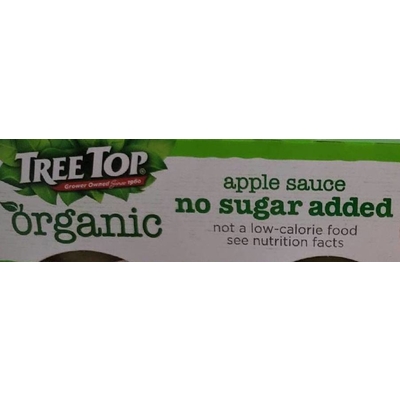 TREE TOP®
Grower Owned Since 1960
organic
apple sauce
no sugar added
not a low-calorie food
see nutrition facts